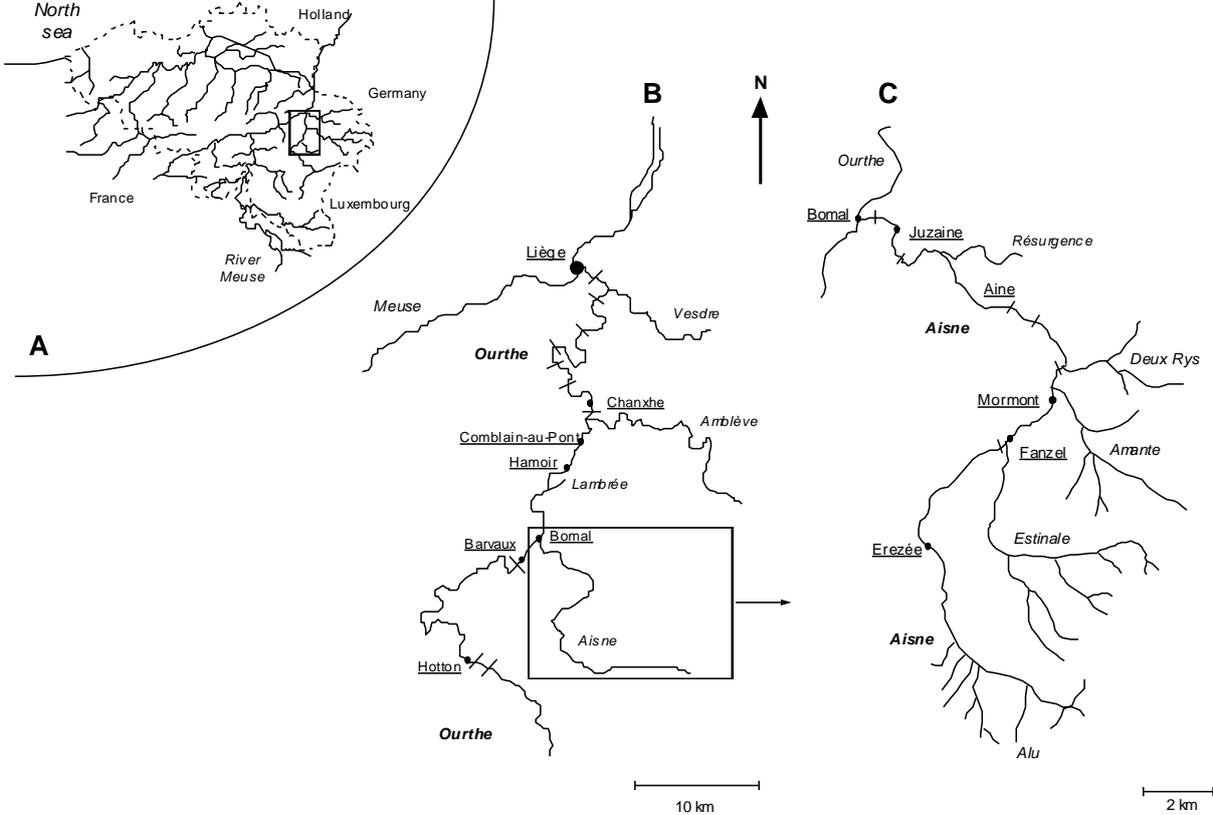 North
sea
Holland
Germany
France
Luxembourg
River
Meuse
A
B
N
Liège
Meuse
Vesdre
Ourthe
Chanxhe
Amblève
Comblain-au-Pont
Hamoir
Lambrée
Bomal
Barvaux
Aisne
Hotton
Ourthe
10 km
C
Ourthe
Bomal
Juzaine
Résurgence
Aine
Aisne
Deux Rys
Mormont
Amante
Fanzel
Estinale
Erezée
Aisne
Alu
2 km